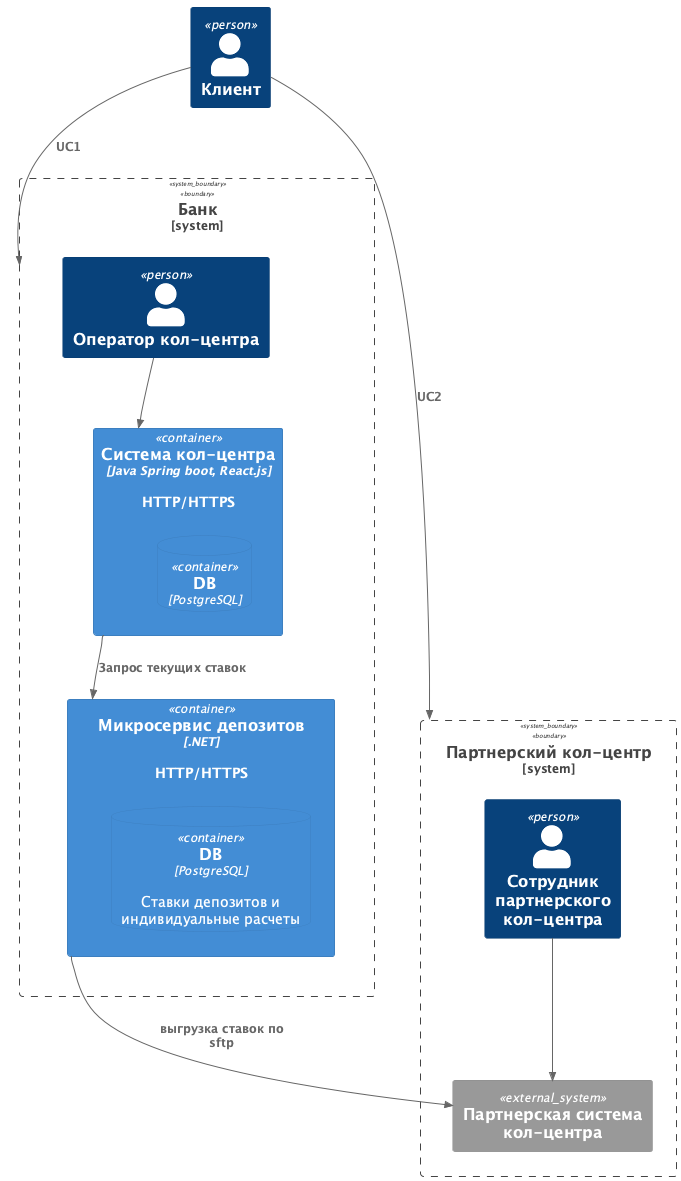 «person»
Клиент
UC1
«system_boundary»
«boundary»
Банк
[system]
«person»
Оператор кол-центра
UC2
«container»
Система кол-центра
[Java Spring boot, React.js]
HTTP/HTTPS
«container»
DB
[PostgreSQL]
Запрос текущих ставок
«container»
Микросервис депозитов
[.NET]
HTTP/HTTPS
«container»
DB
[PostgreSQL]
Ставки депозитов и
индивидуальные расчеты
«system_boundary»
«boundary»
Партнерский кол-центр
[system]
«person»
Сотрудник
партнерского
кол-центра
выгрузка ставок по
sftp
«external_system»
Партнерская система
кол-центра